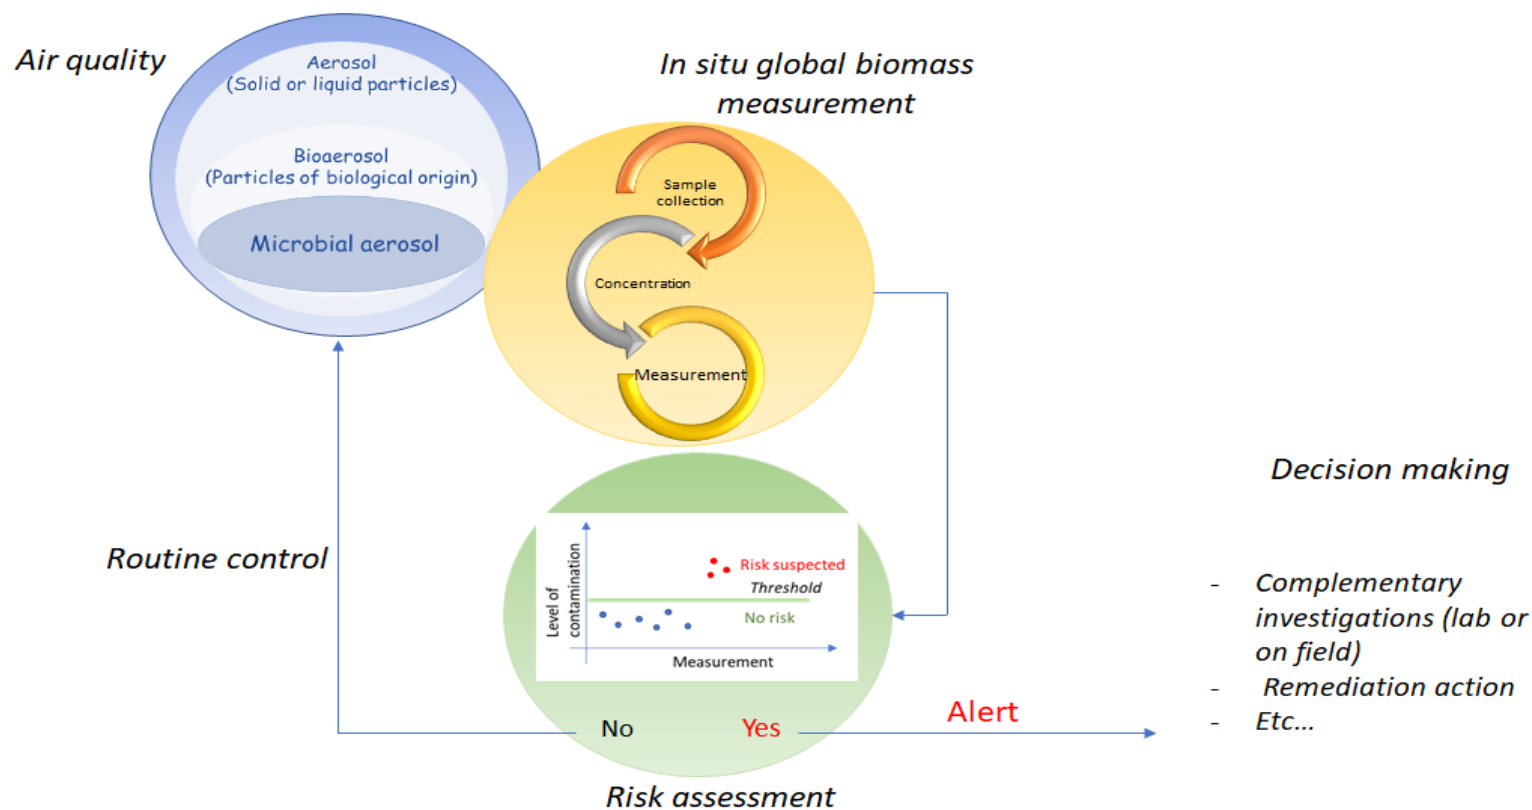 Air quality
Aerosol
(Solid or liquid particles)
Bioaerosol
(Particles of biological origin)
Microbial aerosol
In situ global biomass
measurement
Sample
collection
Concentration
Measurement
Routine control
Level of
contamination
Risk suspected
Threshold
No risk
Measurement
No
Yes
Risk assessment
Alert
Decision making
- Complementary
investigations (lab or
on field)
- Remediation action
- Etc...